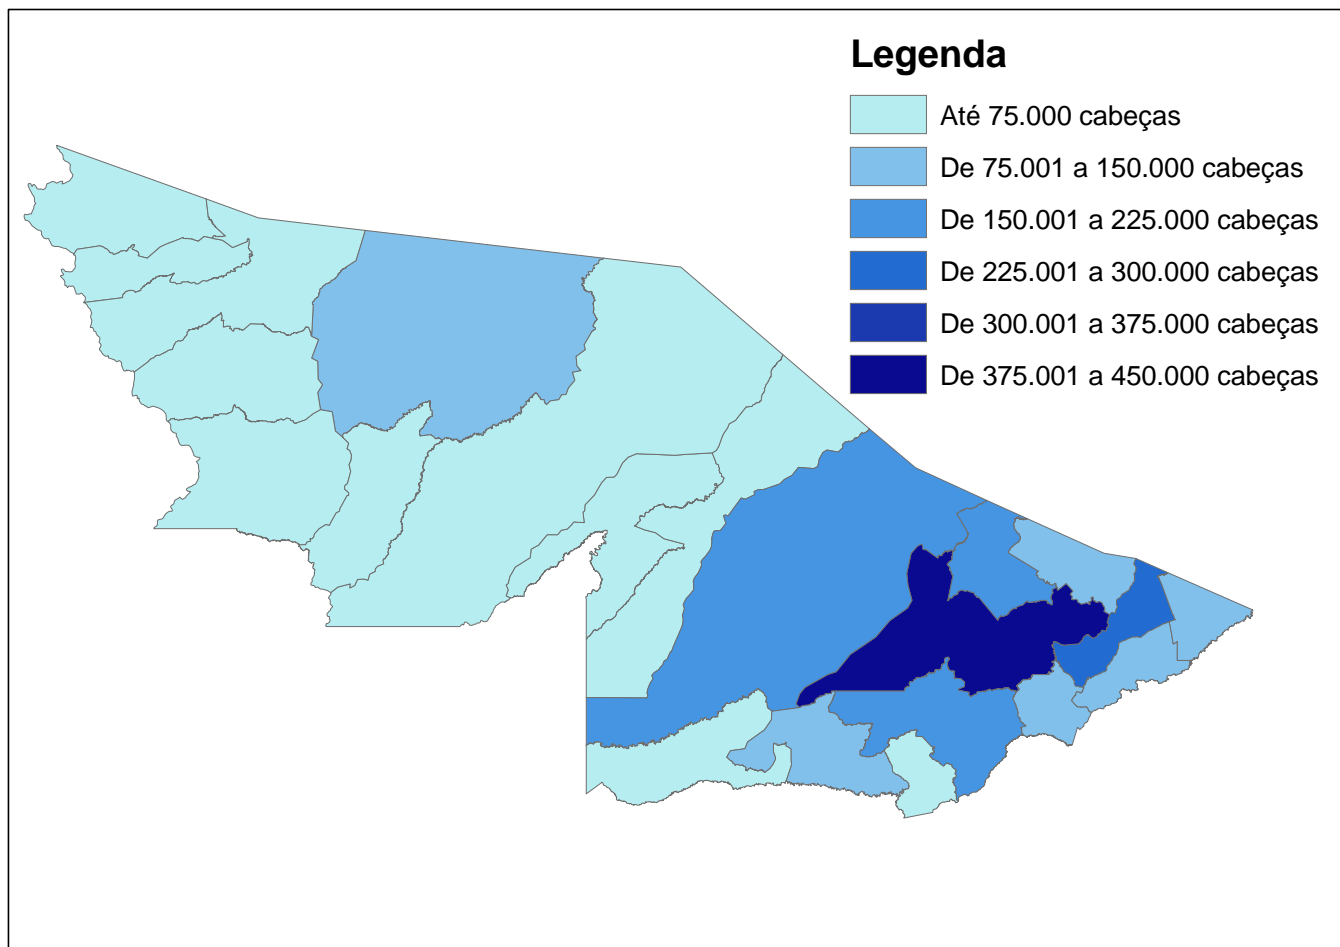 Legenda
Até 75.000 cabeças
De 75.001 a 150.000 cabeças
De 150.001 a 225.000 cabeças
De 225.001 a 300.000 cabeças
De 300.001 a 375.000 cabeças
De 375.001 a 450.000 cabeças